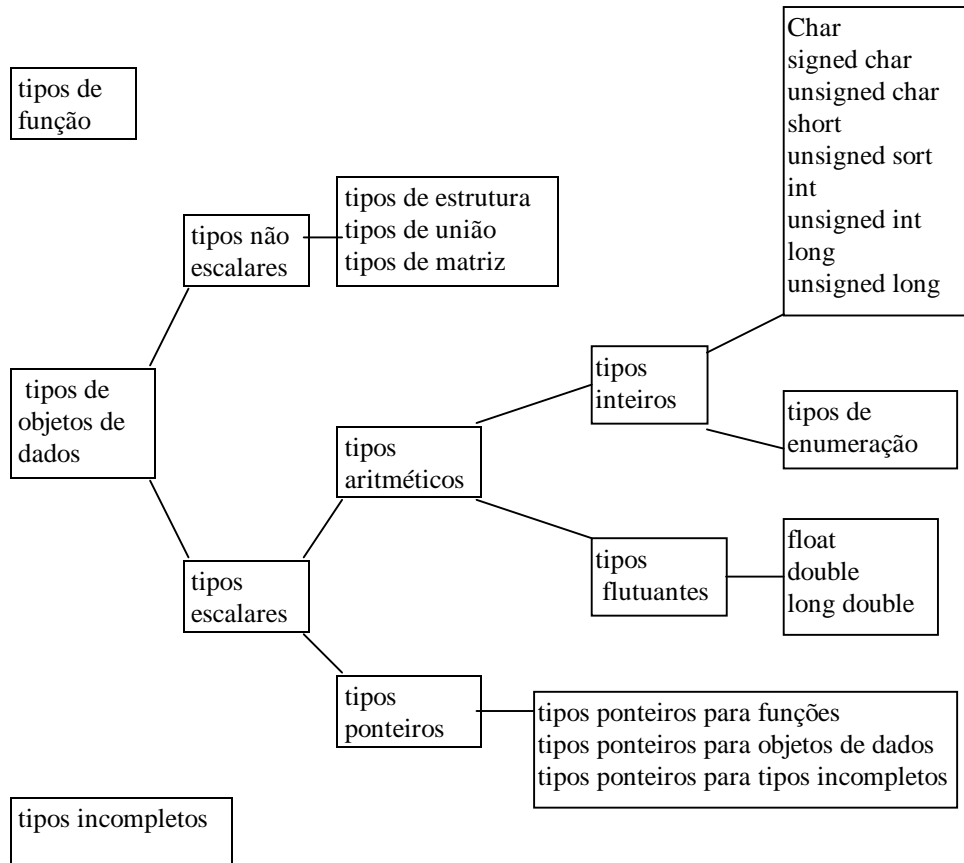 tipos de
função
tipos não
escalares
tipos de estrutura
tipos de união
tipos de matriz
Char
signed char
unsigned char
short
unsigned sort
int
unsigned int
long
unsigned long
tipos de
objetos de
dados
tipos
aritméticos
tipos
inteiros
tipos de
enumeração
tipos
escalares
tipos
flutuantes
float
double
long double
tipos
ponteiros
tipos ponteiros para funções
tipos ponteiros para objetos de dados
tipos ponteiros para tipos incompletos
tipos incompletos